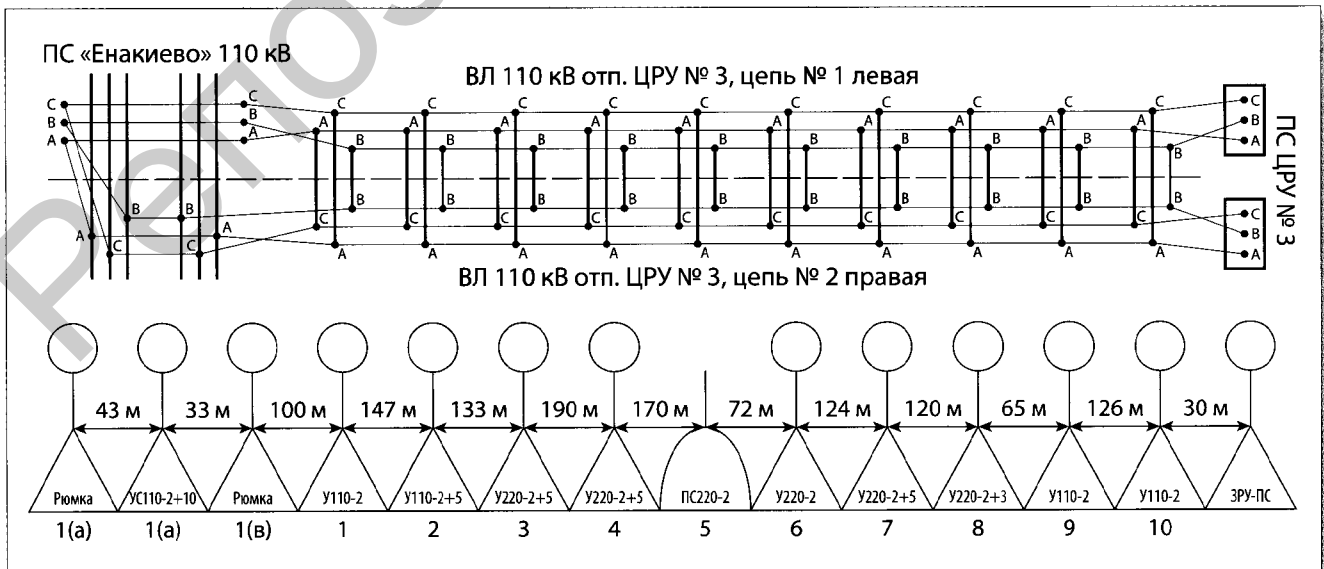 Репо
ПС «Енакиево» 110 кВ
ВЛ 110 кВ отп. ЦРУ № 3, цепь № 1 левая
C C C C C C C C C C C C C
B B
A A A A A A A A A A A A
B B B B B B B B B B B
ПС ЦРУ № 3
B B B B B B B B B B B B
A A C C C C C C C C C C C
C C A A A A A A A A A A B
A
ВЛ 110 кВ отп. ЦРУ № 3, цепь № 2 правая
43 м 33 м 100 м 147 м 133 м 190 м 170 м 72 м 124 м 120 м 65 м 126 м 30 м
Рюмка УС110-2+10 Рюмка У110-2 У110-2+5 У220-2+5 У220-2+5 ПС220-2 У220-2 У220-2+5 У220-2+3 У110-2 У110-2 ЗРУ-ПС
1(а) 1(а) 1(в) 1 2 3 4 5 6 7 8 9 10